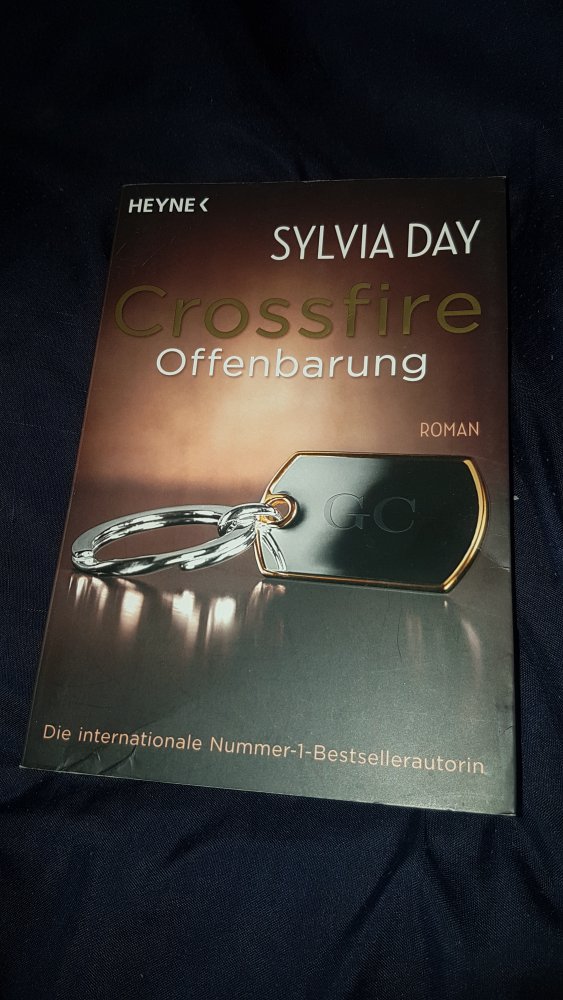 HEYNE <
SYLVIA DAY
Crossfire
Offenbarung
ROMAN
GC
Die internationale Nummer-1-Bestsellerautorin